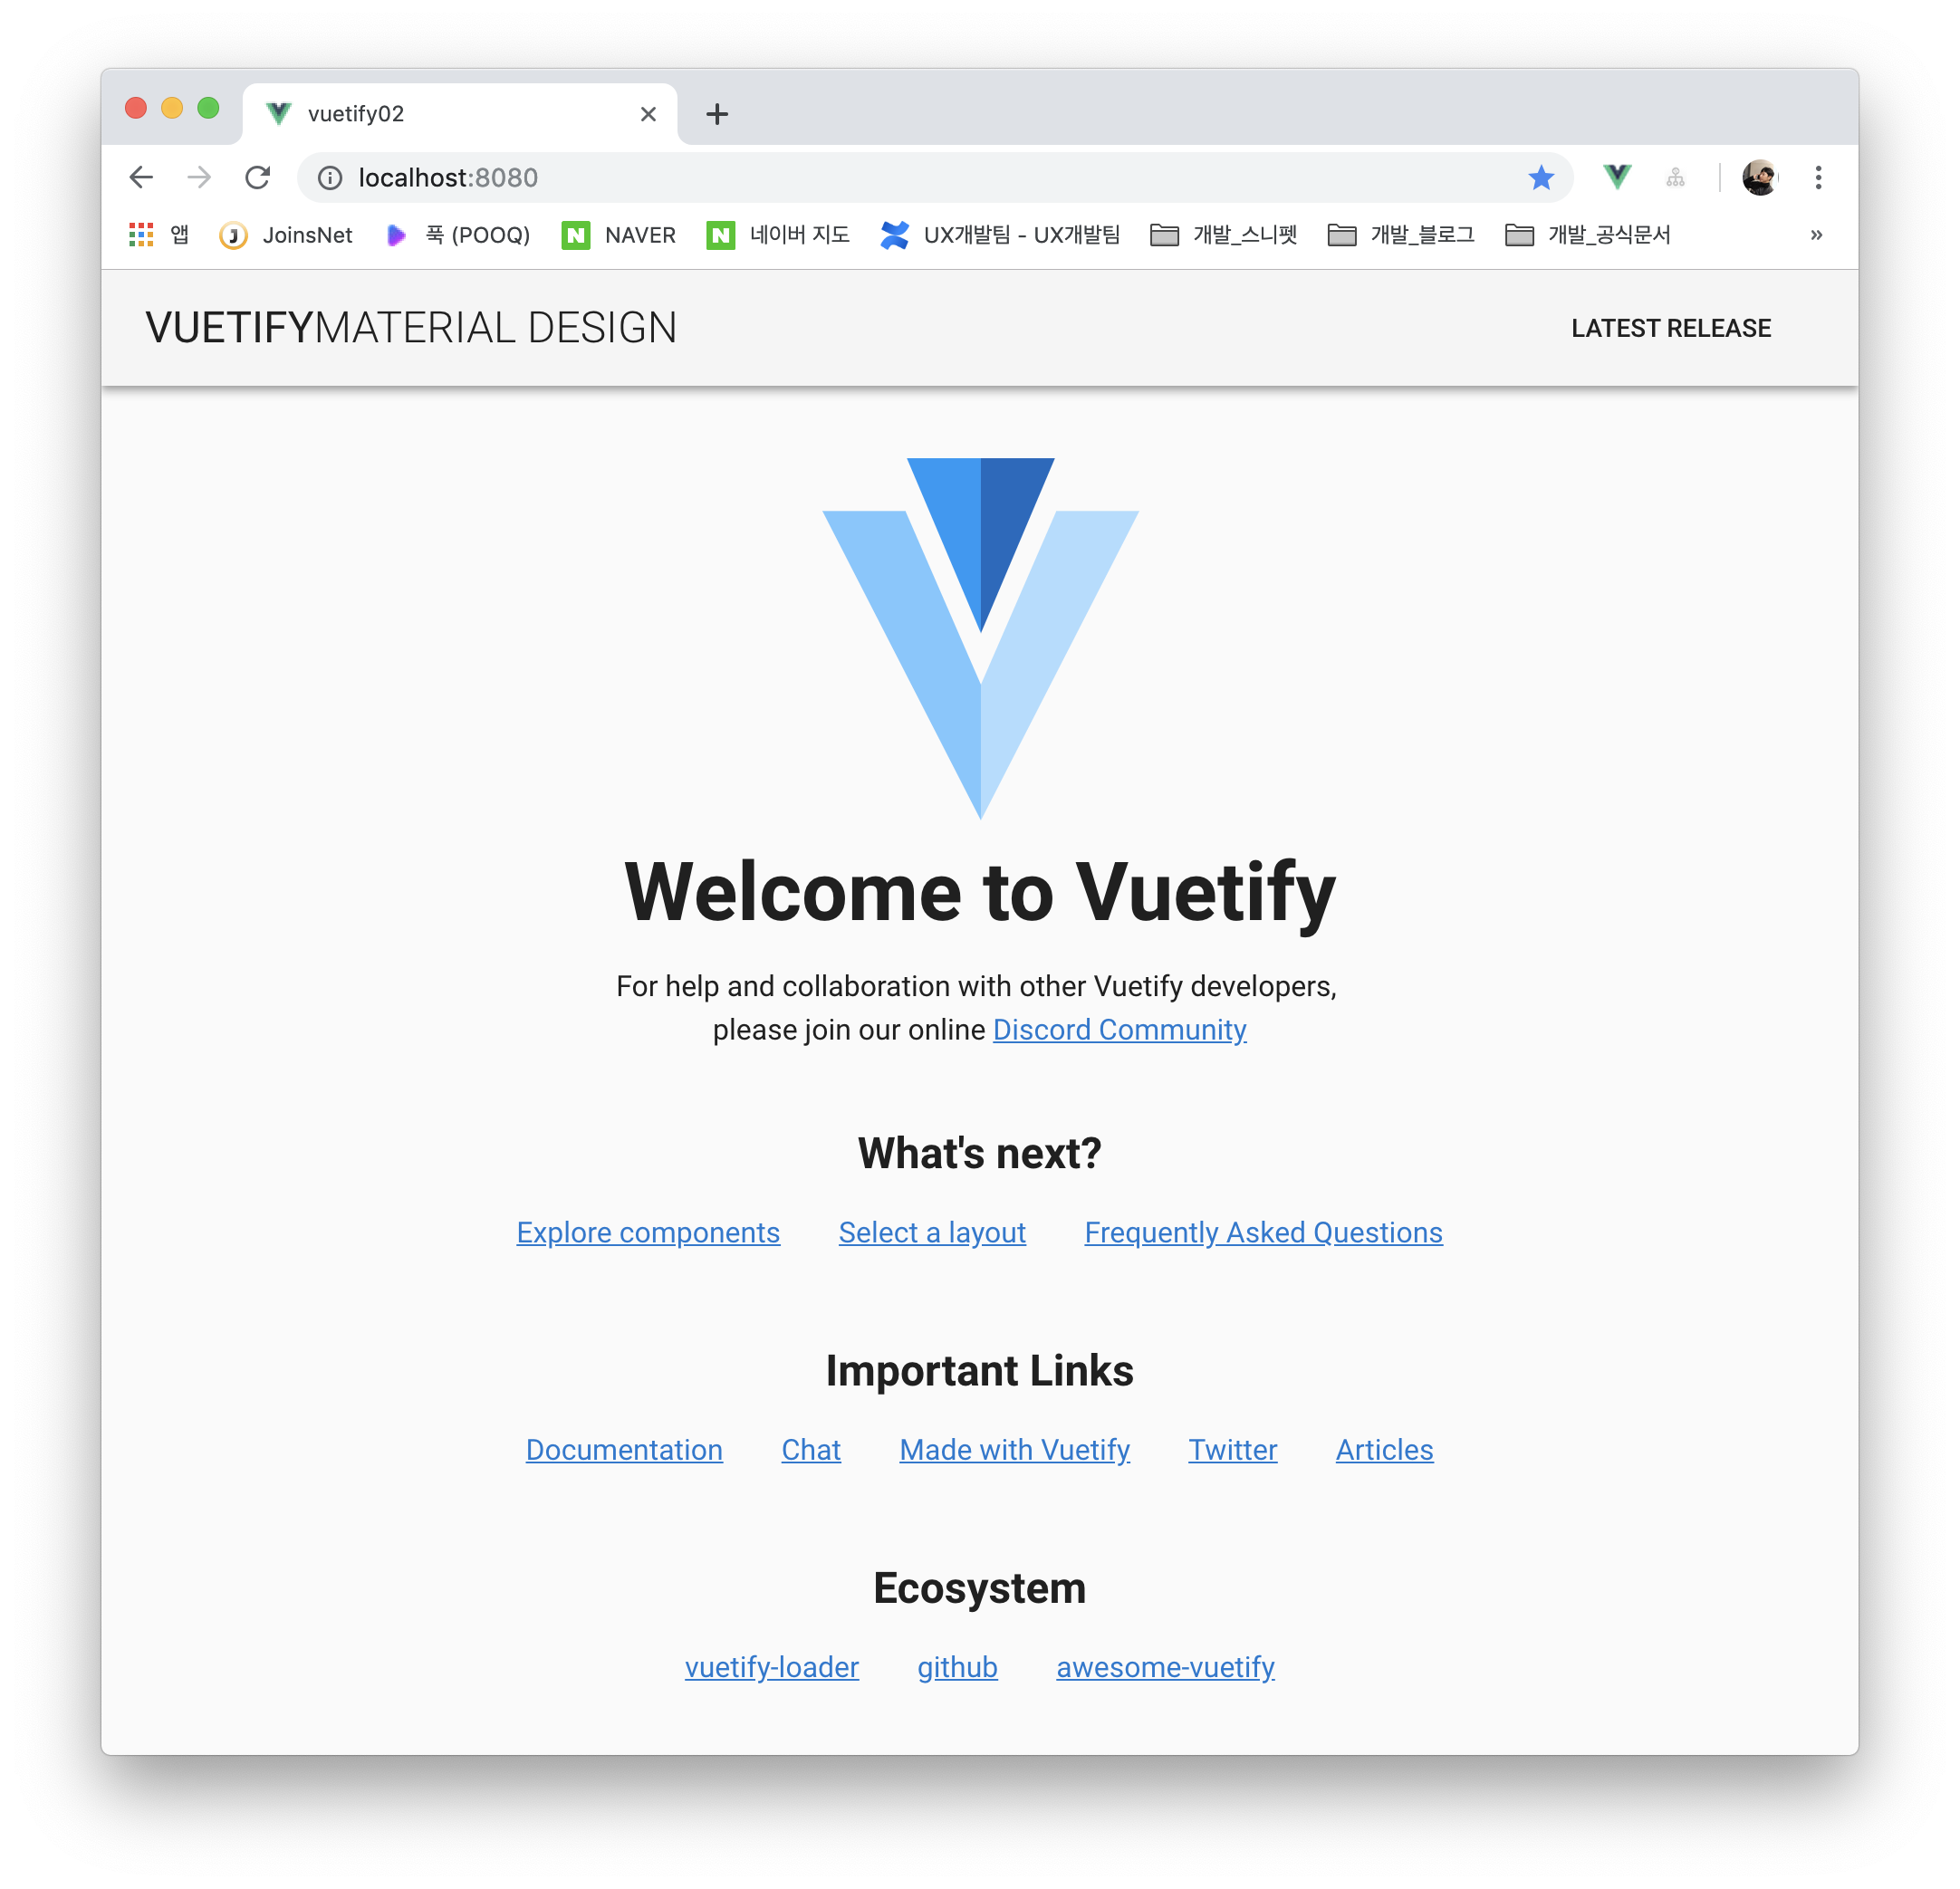 vuetify02
localhost:8080
앱 JoinsNet 푹 (POOQ) NAVER 네이버 지도 UX개발팀 - UX개발팀 개발_스니펫 개발_블로그 개발_공식문서 »
VUETIFYMATERIAL DESIGN LATEST RELEASE
Welcome to Vuetify
For help and collaboration with other Vuetify developers,
please join our online Discord Community
What's next?
Explore components Select a layout Frequently Asked Questions
Important Links
Documentation Chat Made with Vuetify Twitter Articles
Ecosystem
vuetify-loader github awesome-vuetify